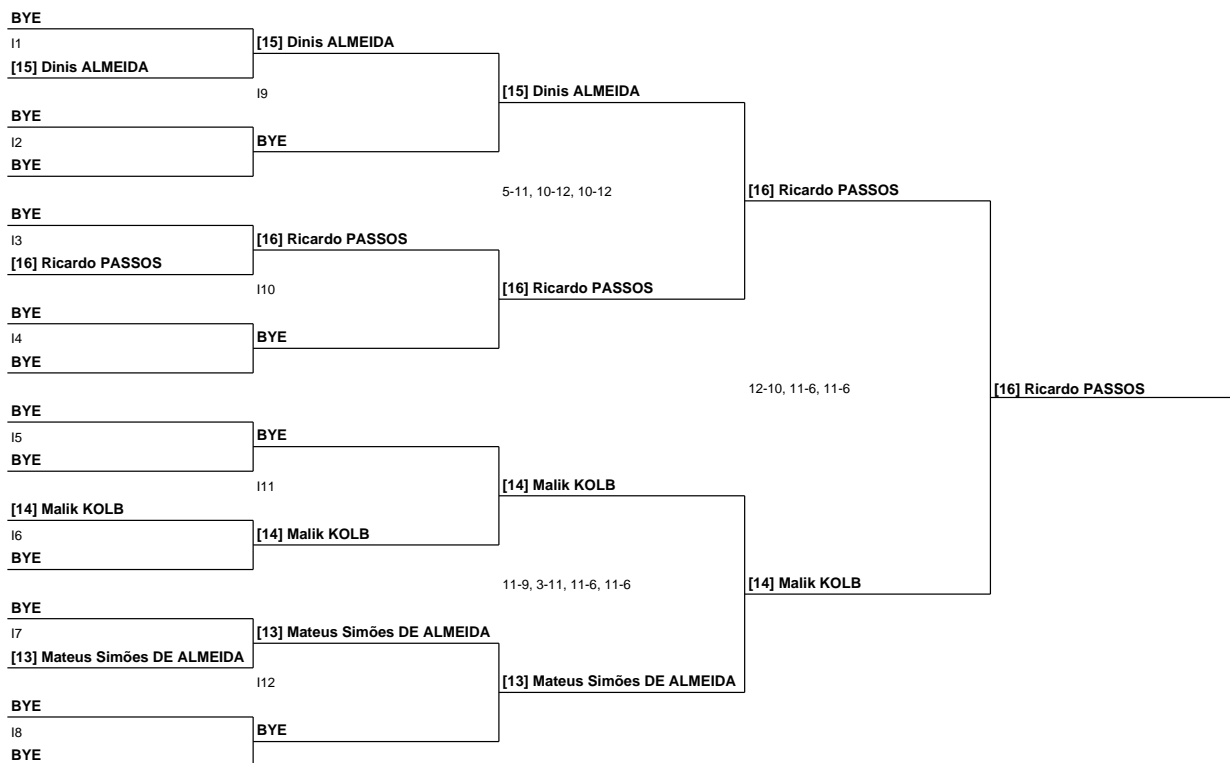 BYE
I1
[15] Dinis ALMEIDA
[15] Dinis ALMEIDA
I9
[15] Dinis ALMEIDA
BYE
I2
BYE
BYE
5-11, 10-12, 10-12
[16] Ricardo PASSOS
BYE
I3
[16] Ricardo PASSOS
[16] Ricardo PASSOS
I10
[16] Ricardo PASSOS
BYE
I4
BYE
BYE
12-10, 11-6, 11-6
[16] Ricardo PASSOS
BYE
I5
BYE
BYE
I11
[14] Malik KOLB
[14] Malik KOLB
I6
BYE
[14] Malik KOLB
11-9, 3-11, 11-6, 11-6
[14] Malik KOLB
BYE
I7
[13] Mateus Simões DE ALMEIDA
[13] Mateus Simões DE ALMEIDA
I12
[13] Mateus Simões DE ALMEIDA
BYE
I8
BYE
BYE